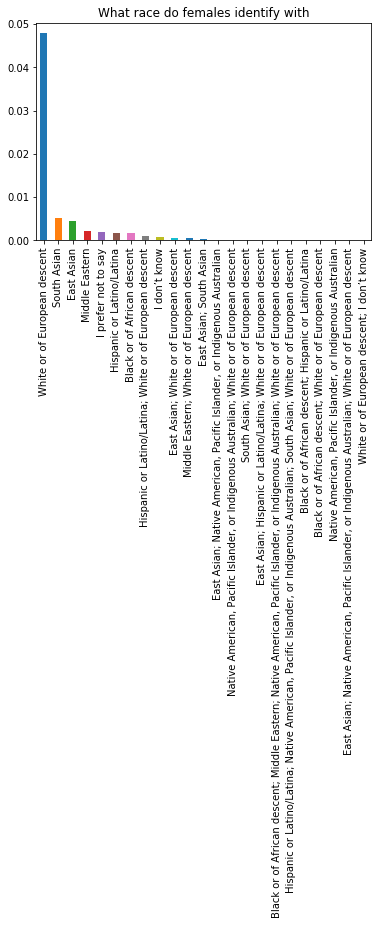 What race do females identify with
0.05
0.04
0.03
0.02
0.01
0.00
White or of European descent
South Asian
East Asian
Middle Eastern
I prefer not to say
Hispanic or Latino/Latina
Black or of African descent
Hispanic or Latino/Latina; White or of European descent
I don't know
East Asian; White or of European descent
Middle Eastern; White or of European descent
East Asian; South Asian
East Asian; Native American, Pacific Islander, or Indigenous Australian
Native American, Pacific Islander, or Indigenous Australian; White or of European descent
South Asian; White or of European descent
East Asian; Hispanic or Latino/Latina; White or of European descent
Black or of African descent; Middle Eastern; Native American, Pacific Islander, or Indigenous Australian; White or of European descent
Hispanic or Latino/Latina; Native American, Pacific Islander, or Indigenous Australian; South Asian; White or of European descent
Black or of African descent; Hispanic or Latino/Latina
Black or of African descent; White or of European descent
Native American, Pacific Islander, or Indigenous Australian
East Asian; Native American, Pacific Islander, or Indigenous Australian; White or of European descent
White or of European descent; I don't know